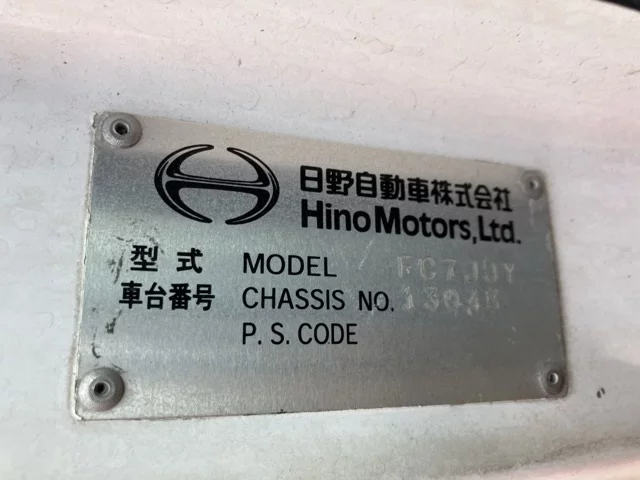 日野自動車株式会社
Hino Motors, Ltd.
型式 MODEL
車台番号 CHASSIS NO.
P. S. CODE